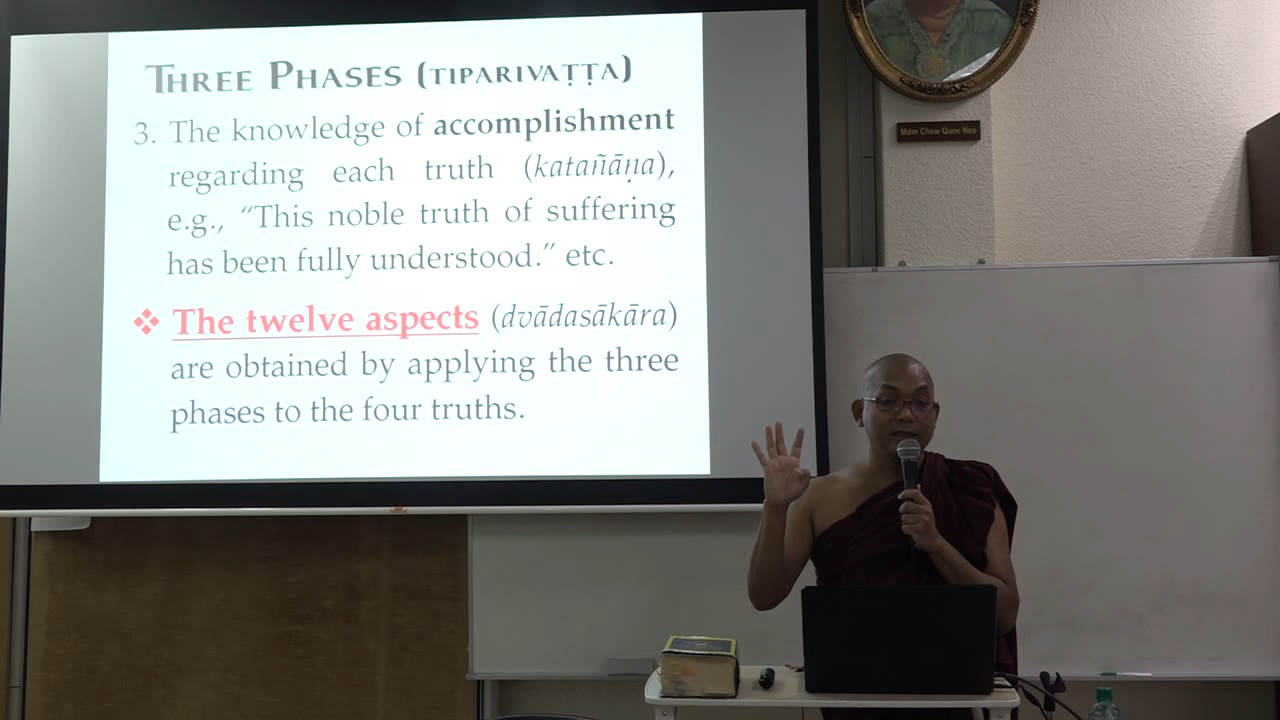 THREE PHASES (TIPARIVAṬṬA)
3. The knowledge of accomplishment
regarding each truth (katañāṇa),
e.g., “This noble truth of suffering
has been fully understood.” etc.
❖ The twelve aspects (dvādasākāra)
are obtained by applying the three
phases to the four truths.
Mdm Chew Quee Neo